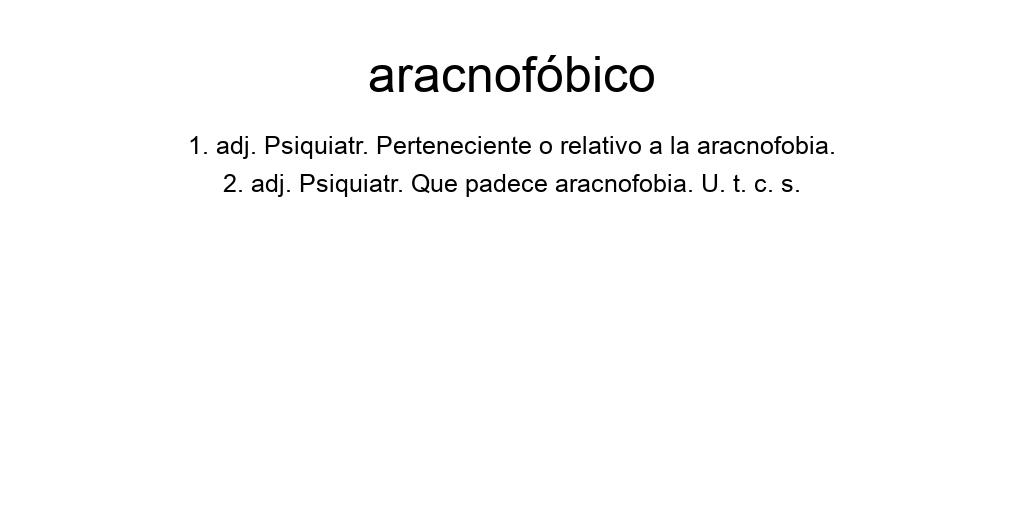 aracnofóbico
1. adj. Psiquiatr. Perteneciente o relativo a la aracnofobia.
2. adj. Psiquiatr. Que padece aracnofobia. U. t. c. s.